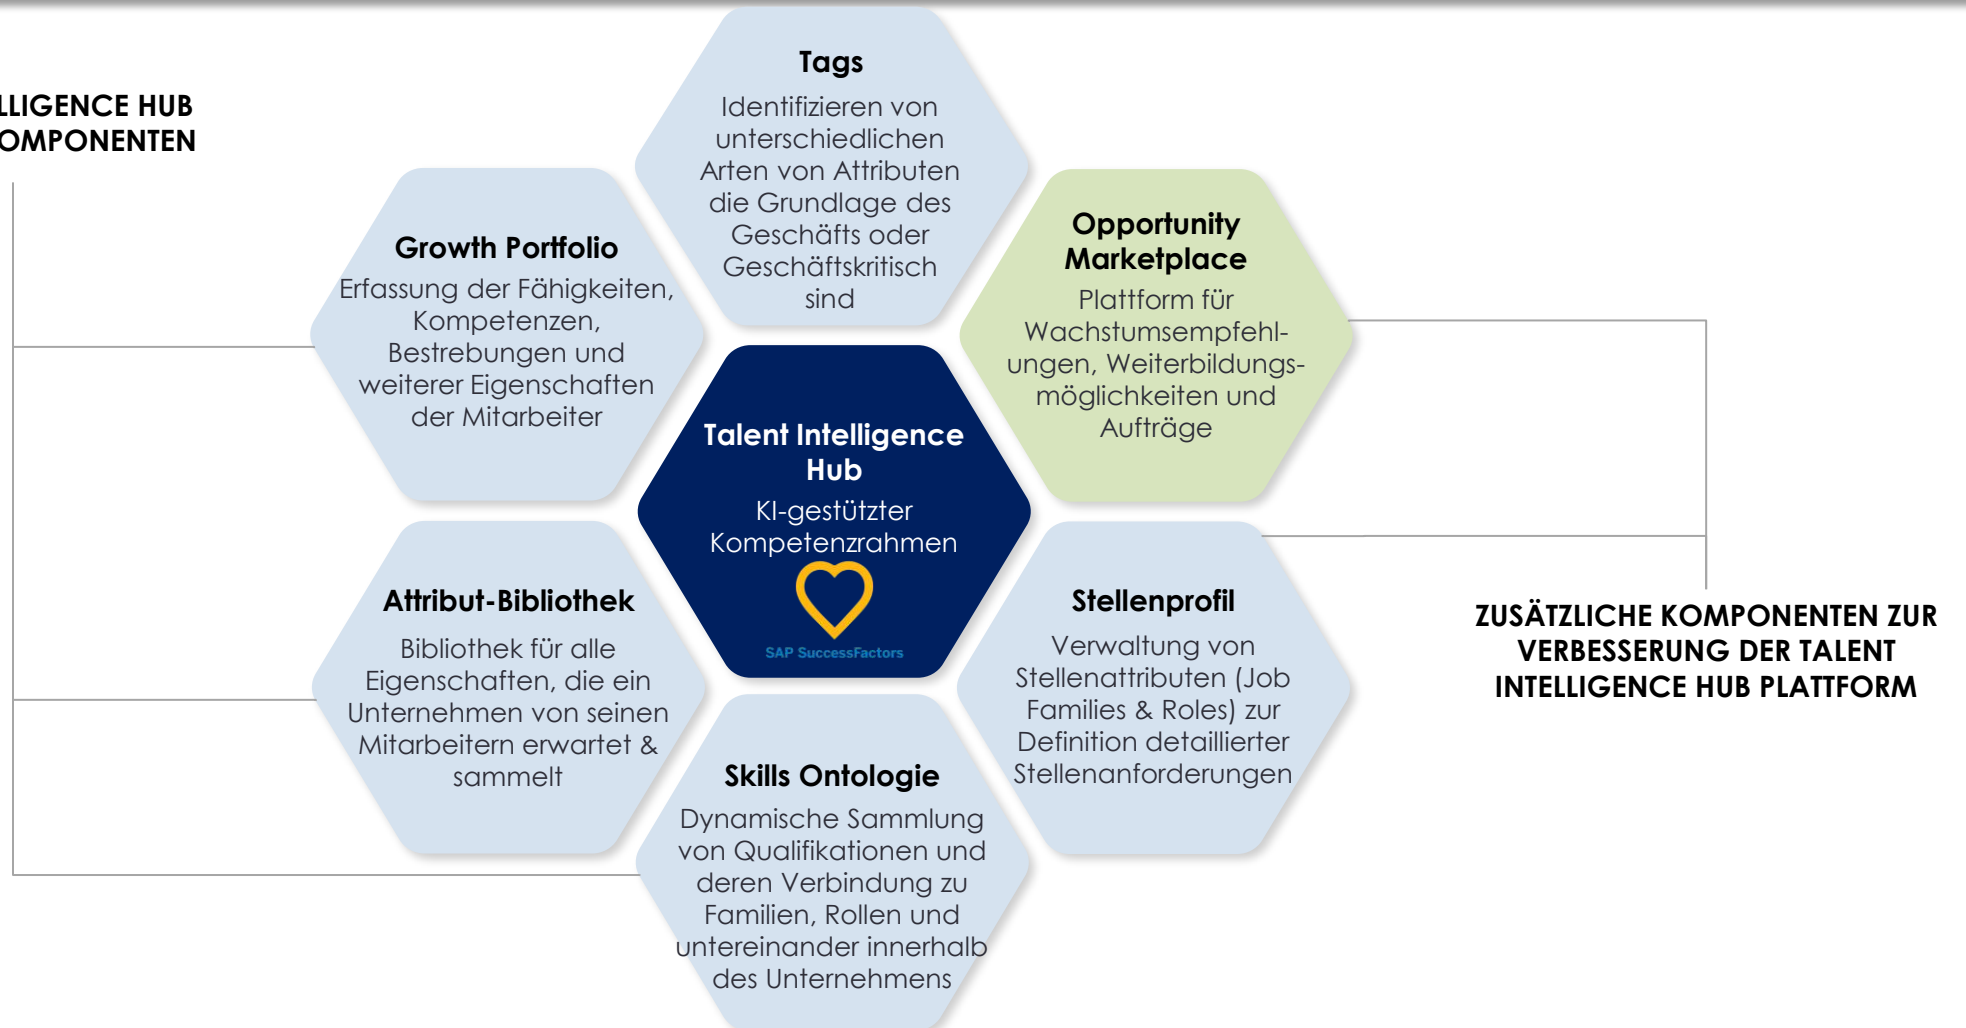 HUB
Tags
Identifizieren von
unterschiedlichen
Arten von Attributen
die Grundlage des
Geschäfts oder
Geschäftskritisch
sind
Growth Portfolio
Erfassung der Fähigkeiten,
Kompetenzen,
Bestrebungen und
weiterer Eigenschaften
der Mitarbeiter
Opportunity
Marketplace
Plattform für
Wachstumsempfehl-
ungen, Weiterbildungs-
möglichkeiten und
Aufträge
Talent Intelligence
Hub
KI-gestützter
Kompetenzrahmen
SAP SuccessFactors
Attribut-Bibliothek
Bibliothek für alle
Eigenschaften, die ein
Unternehmen von seinen
Mitarbeitern erwartet &
sammelt
Stellenprofil
Verwaltung von
Stellenattributen (Job
Families & Roles) zur
Definition detaillierter
Stellenanforderungen
Skills Ontologie
Dynamische Sammlung
von Qualifikationen und
deren Verbindung zu
Familien, Rollen und
untereinander innerhalb
des Unternehmens
ZUSÄTZLICHE KOMPONENTEN ZUR
VERBESSERUNG DER TALENT
INTELLIGENCE HUB PLATTFORM